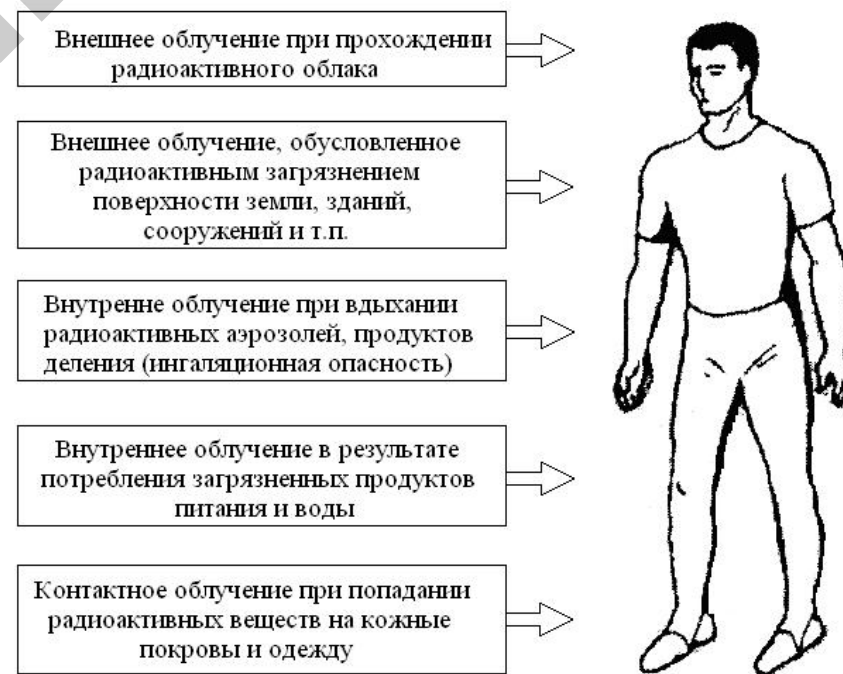 Внешнее облучение при прохождении
радиоактивного облака
Внешнее облучение, обусловленное
радиоактивным загрязнением
поверхности земли, зданий,
сооружений и т.п.
Внутренне облучение при вдыхании
радиоактивных аэрозолей, продуктов
деления (ингаляционная опасность)
Внутреннее облучение в результате
потребления загрязненных продуктов
питания и воды
Контактное облучение при попадании
радиоактивных веществ на кожные
покровы и одежду